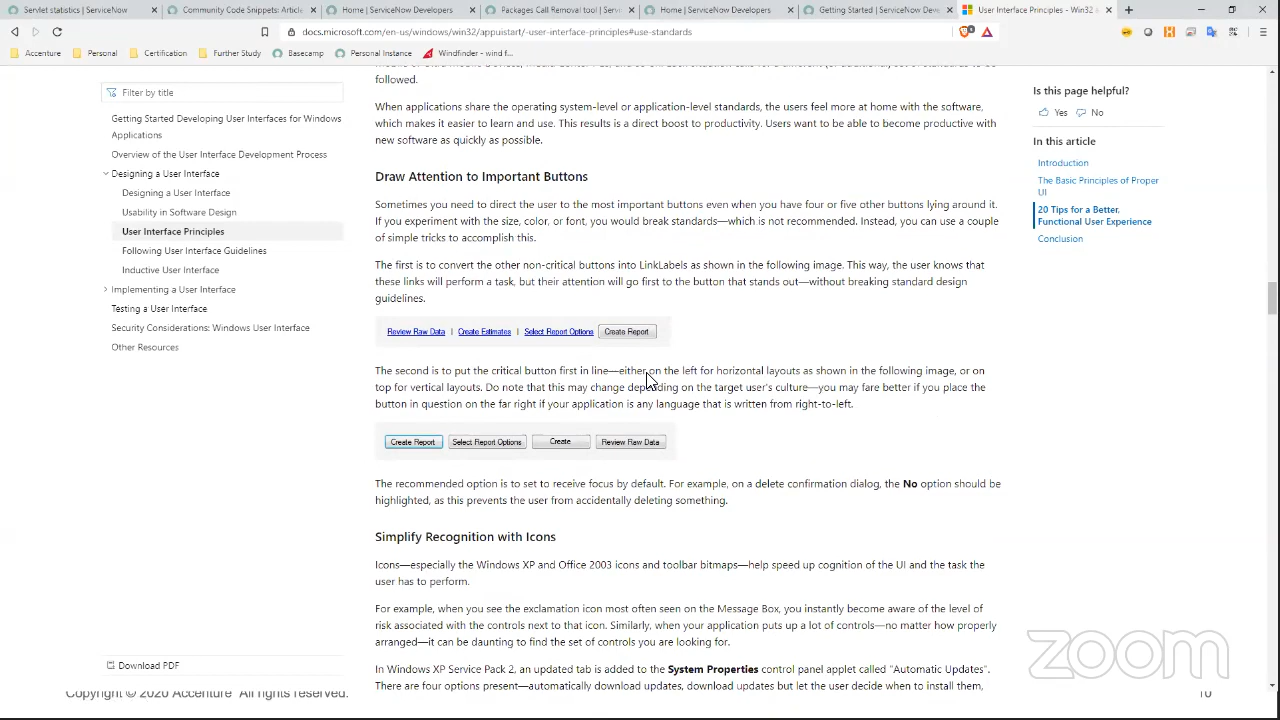 Servlet statistics | ServiceNow
Community Code Snippets: Article
Home | ServiceNow Developers
Packages Call Removal tool | Servi
Home | ServiceNow Developers
Getting Started | ServiceNow Deve
User Interface Principles - Win32 a
docs.microsoft.com/en-us/windows/win32/appuistart/-user-interface-principles#use-standards
Accenture
Personal
Certification
Further Study
Basecamp
Personal Instance
Windfinder - wind f...
Filter by title
Getting Started Developing User Interfaces for Windows
Applications
Overview of the User Interface Development Process
Designing a User Interface
Designing a User Interface
Usability in Software Design
User Interface Principles
Following User Interface Guidelines
Inductive User Interface
Implementing a User Interface
Testing a User Interface
Security Considerations: Windows User Interface
Other Resources
Download PDF
followed.
When applications share the operating system-level or application-level standards, the users feel more at home with the software,
which makes it easier to learn and use. This results is a direct boost to productivity. Users want to be able to become productive with
new software as quickly as possible.
Draw Attention to Important Buttons
Sometimes you need to direct the user to the most important buttons even when you have four or five other buttons lying around it.
If you experiment with the size, color, or font, you would break standards—which is not recommended. Instead, you can use a couple
of simple tricks to accomplish this.
The first is to convert the other non-critical buttons into LinkLabels as shown in the following image. This way, the user knows that
these links will perform a task, but their attention will go first to the button that stands out—without breaking standard design
guidelines.
Review Raw Data | Create Estimates | Select Report Options Create Report
The second is to put the critical button first in line—either on the left for horizontal layouts as shown in the following image, or on
top for vertical layouts. Do note that this may change depending on the target user's culture—you may fare better if you place the
button in question on the far right if your application is any language that is written from right-to-left.
Create Report Select Report Options Create Review Raw Data
The recommended option is to set to receive focus by default. For example, on a delete confirmation dialog, the No option should be
highlighted, as this prevents the user from accidentally deleting something.
Simplify Recognition with Icons
Icons—especially the Windows XP and Office 2003 icons and toolbar bitmaps—help speed up cognition of the UI and the task the
user has to perform.
For example, when you see the exclamation icon most often seen on the Message Box, you instantly become aware of the level of
risk associated with the controls next to that icon. Similarly, when your application puts up a lot of controls—no matter how properly
arranged—it can be daunting to find the set of controls you are looking for.
In Windows XP Service Pack 2, an updated tab is added to the System Properties control panel applet called "Automatic Updates".
There are four options present—automatically download updates, download updates but let the user decide when to install them,
Is this page helpful?
Yes No
In this article
Introduction
The Basic Principles of Proper
UI
20 Tips for a Better,
Functional User Experience
Conclusion
zoom
Copyright © 2020 Accenture All rights reserved.
10